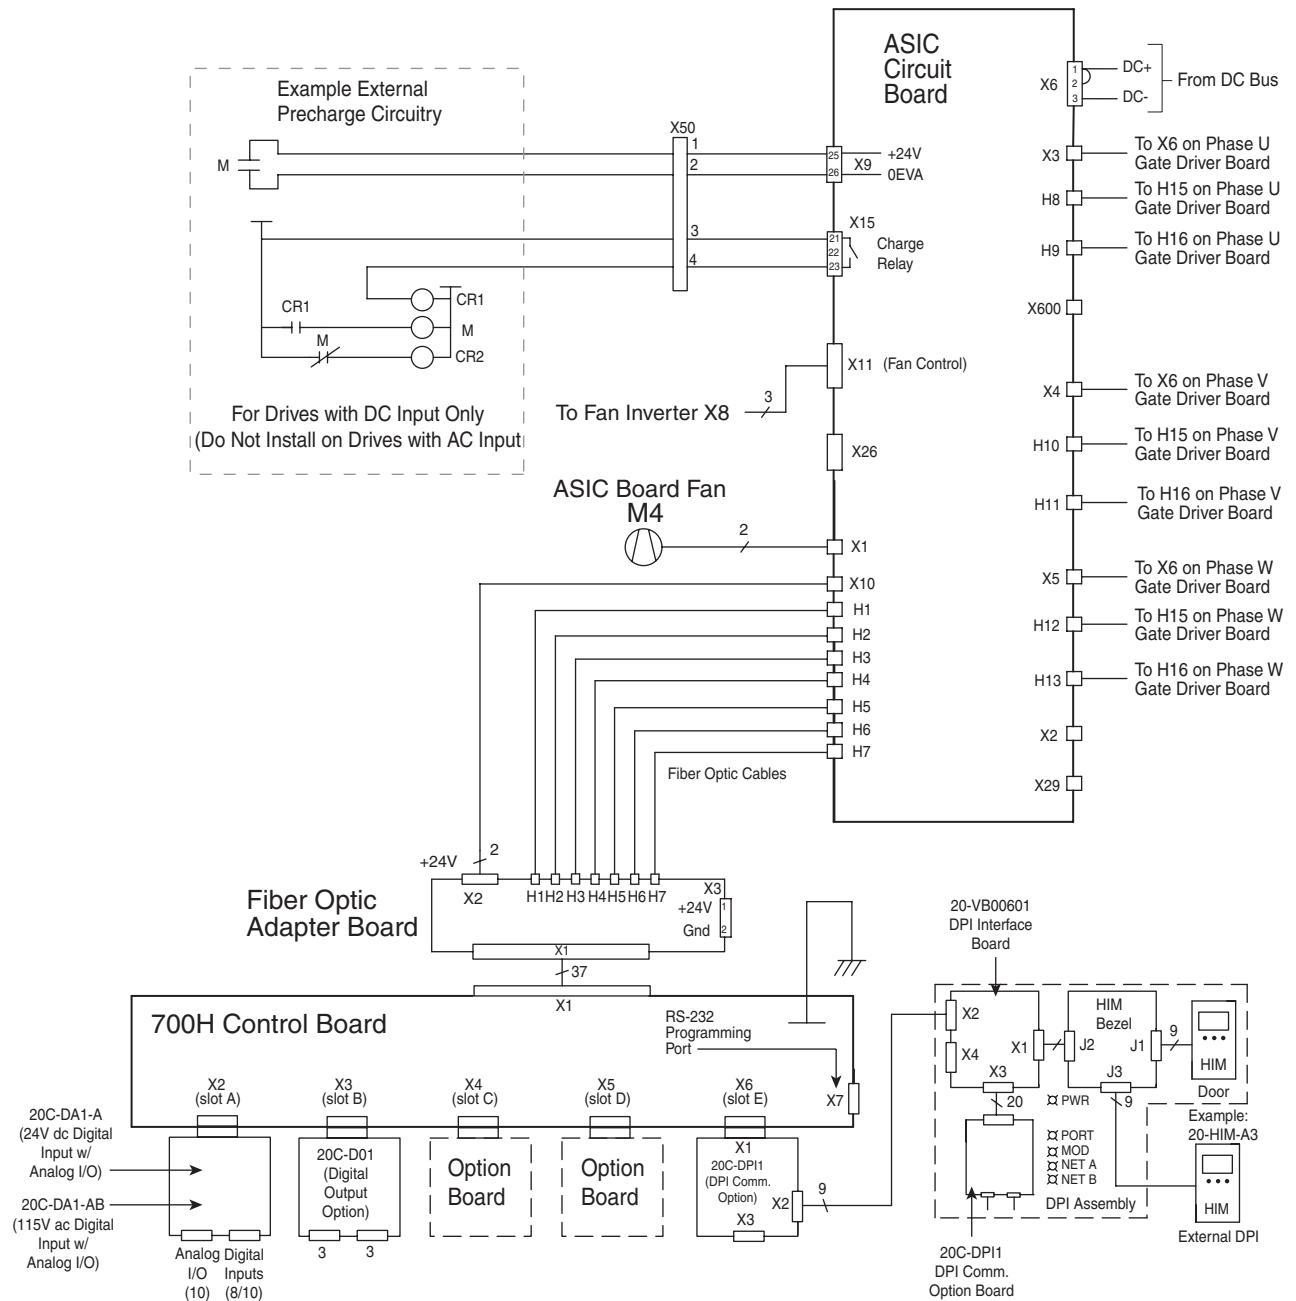 ASIC
Circuit
Board
X6
1
2
3
DC+
DC-
From DC Bus
Example External
Precharge Circuitry
M
X50
1
2
3
4
25
26
X9
+24V
0EVA
X15
21
22
23
Charge
Relay
CR1
CR1
M
M
CR2
For Drives with DC Input Only
(Do Not Install on Drives with AC Input
X3
To X6 on Phase U
Gate Driver Board
H8
To H15 on Phase U
Gate Driver Board
H9
To H16 on Phase U
Gate Driver Board
X600
X11 (Fan Control)
To Fan Inverter X8
3
X4
To X6 on Phase V
Gate Driver Board
X26
H10
To H15 on Phase V
Gate Driver Board
H11
To H16 on Phase V
Gate Driver Board
ASIC Board Fan
M4
2
X1
X10
H1
H2
H3
H4
H5
H6
H7
X5
To X6 on Phase W
Gate Driver Board
H12
To H15 on Phase W
Gate Driver Board
H13
To H16 on Phase W
Gate Driver Board
X2
X29
Fiber Optic Cables
+24V
2
Fiber Optic
Adapter Board
X2
H1 H2 H3 H4 H5 H6 H7
X3
+24V
1
Gnd
2
X1
37
X1
700H Control Board
RS-232
Programming
Port
X7
X2
(slot A)
X3
(slot B)
X4
(slot C)
X5
(slot D)
X6
(slot E)
20C-DA1-A
(24V dc Digital
Input w/
Analog I/O)
20C-DA1-AB
(115V ac Digital
Input w/
Analog I/O)
Analog
I/O
(10)
Digital
Inputs
(8/10)
20C-D01
(Digital
Output
Option)
3
3
Option
Board
Option
Board
X1
20C-DPI1
(DPI Comm.
Option)
X2
X3
9
20-VB00601
DPI Interface
Board
X2
X4
X1
X3
20
HIM
Bezel
J2
J1
J3
9
9
HIM
Door
PWR
PORT
MOD
NET A
NET B
DPI Assembly
Example:
20-HIM-A3
HIM
External DPI
20C-DPI1
DPI Comm.
Option Board